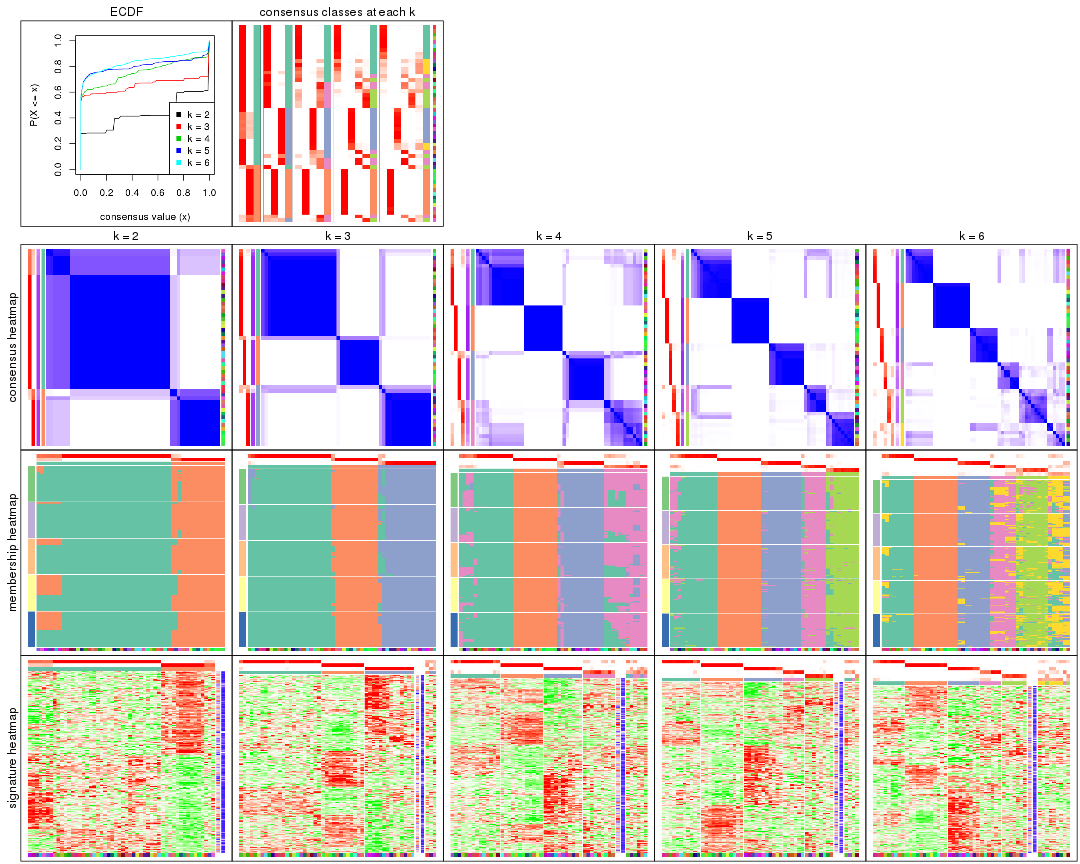 ECDF
consensus classes at each k
P(X <= x)
0.0 0.2 0.4 0.6 0.8 1.0
k = 2
k = 3
k = 4
k = 5
k = 6
0.0 0.2 0.4 0.6 0.8 1.0
consensus value (x)
k = 2
k = 3
k = 4
k = 5
k = 6
consensus heatmap
membership heatmap
signature heatmap